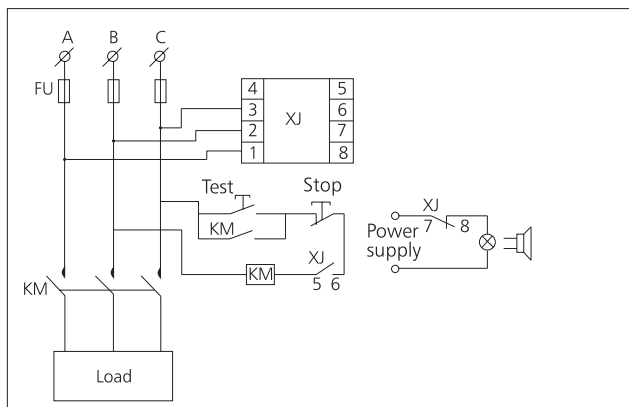 A B C
FU
4 5
3 6
XJ
2 7
1 8
Test Stop
KM
XJ
7 8
Power
supply
XJ
KM
5 6
KM
Load